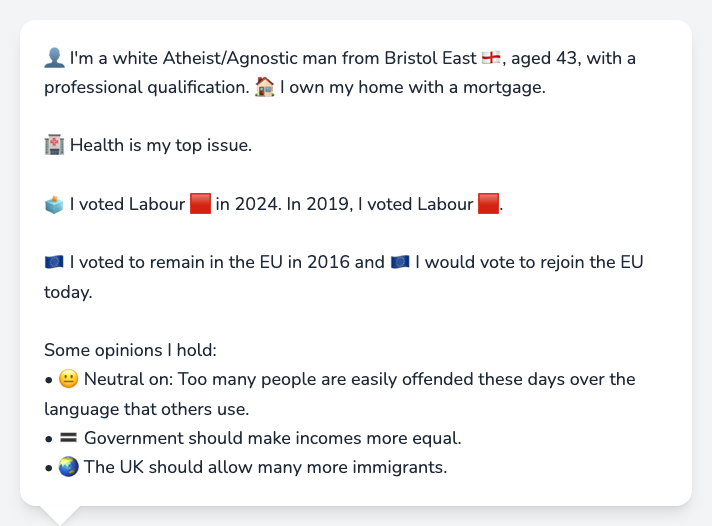 👤 I'm a white Atheist/Agnostic man from Bristol East 🏴󠁧󠁢󠁥󠁮󠁧󠁿, aged 43, with a
professional qualification. 🏠 I own my home with a mortgage.
🏥 Health is my top issue.
🗳️ I voted Labour 🟥 in 2024. In 2019, I voted Labour 🟥.
🇪🇺 I voted to remain in the EU in 2016 and 🇪🇺 I would vote to rejoin the EU
today.
Some opinions I hold:
• 😐 Neutral on: Too many people are easily offended these days over the
language that others use.
• 🟰 Government should make incomes more equal.
• 🌏 The UK should allow many more immigrants.